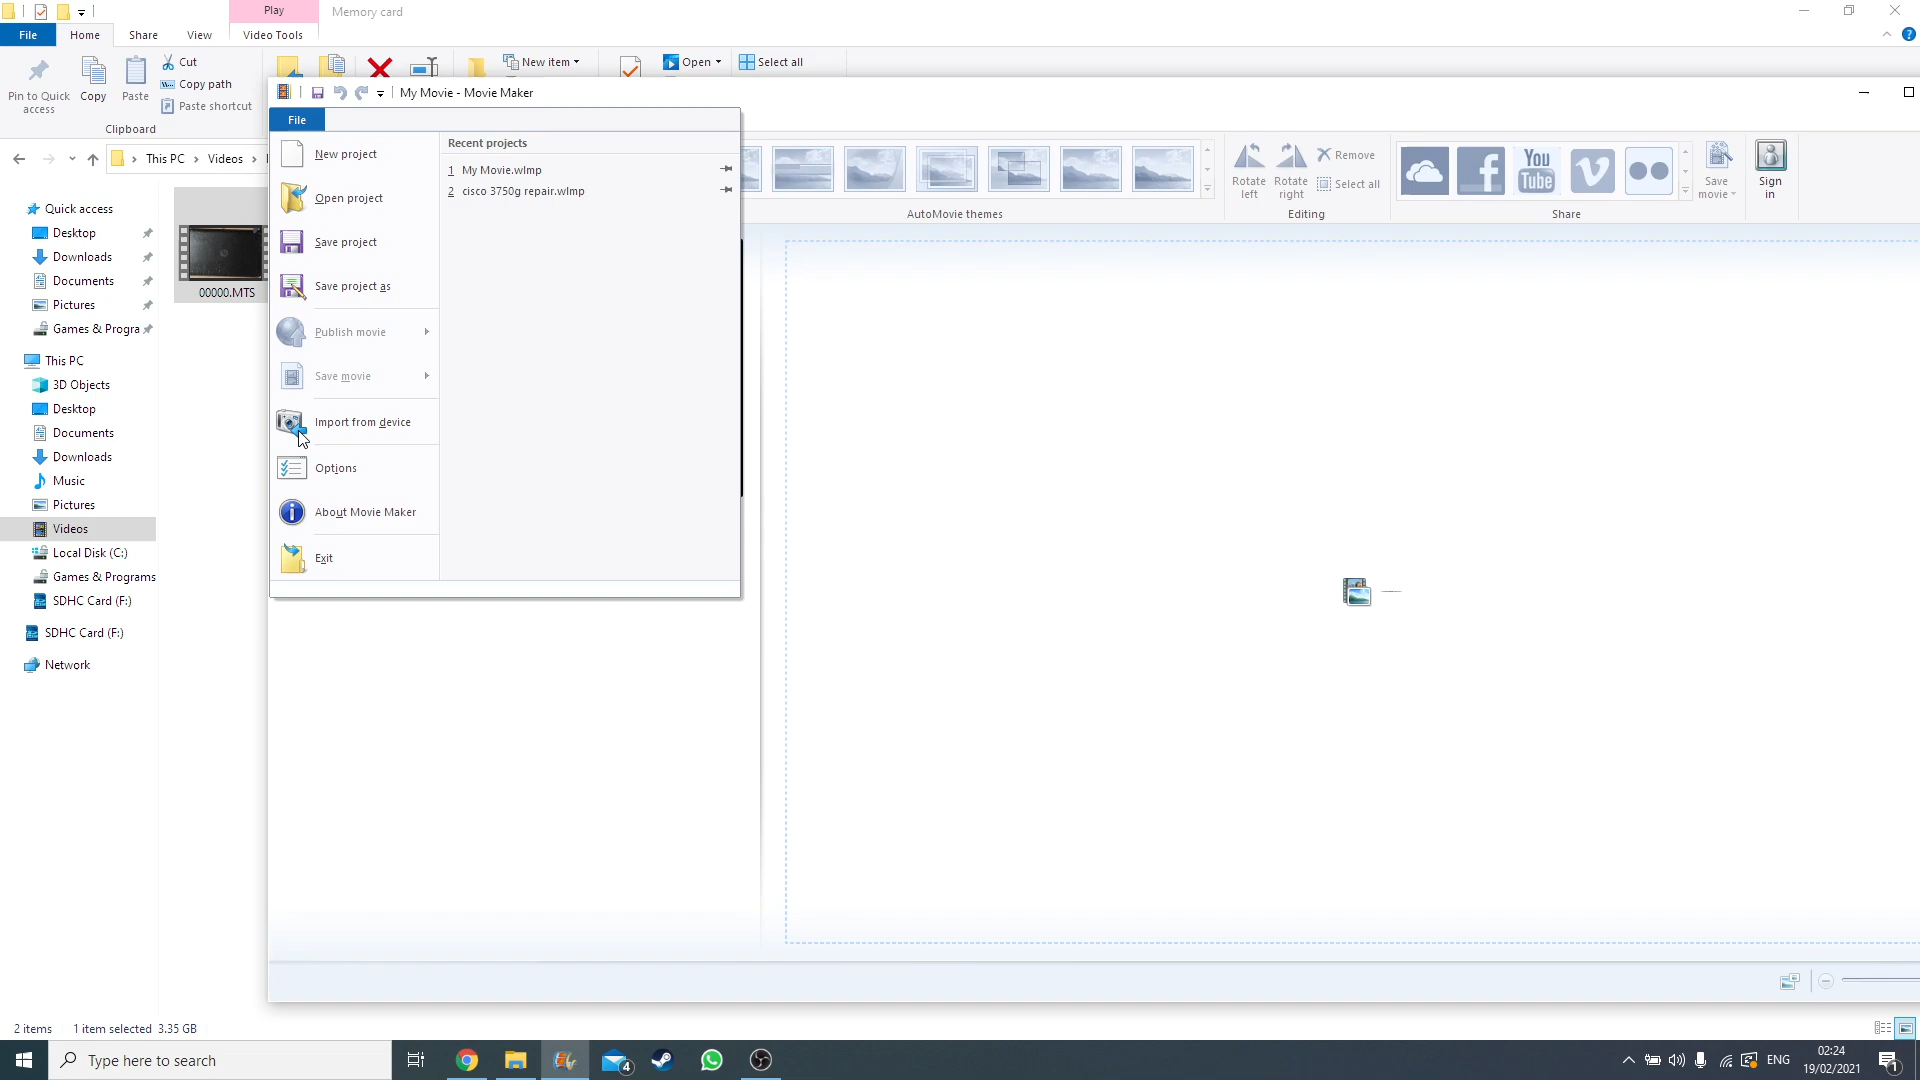 Play
Memory card
File
Home
Share
View
Video Tools
Pin to Quick
access
Copy
Paste
Cut
Copy path
Paste shortcut
Clipboard
New item
Open
Select all
This PC
Videos
My Movie - Movie Maker
File
New project
Open project
Save project
Save project as
Publish movie
Save movie
Import from device
Options
About Movie Maker
Exit
Recent projects
1 My Movie.wlmp
2 cisco 3750g repair.wlmp
AutoMovie themes
Rotate
left
Rotate
right
Remove
Select all
Editing
You
Tube
Share
Save
movie
Sign
in
Quick access
Desktop
Downloads
Documents
Pictures
Games & Progra
This PC
3D Objects
Desktop
Documents
Downloads
Music
Pictures
Videos
Local Disk (C:)
Games & Programs
SDHC Card (F:)
SDHC Card (F:)
Network
00000.MTS
2 items
1 item selected 3.35 GB
Type here to search
4
ENG
02:24
19/02/2021
1